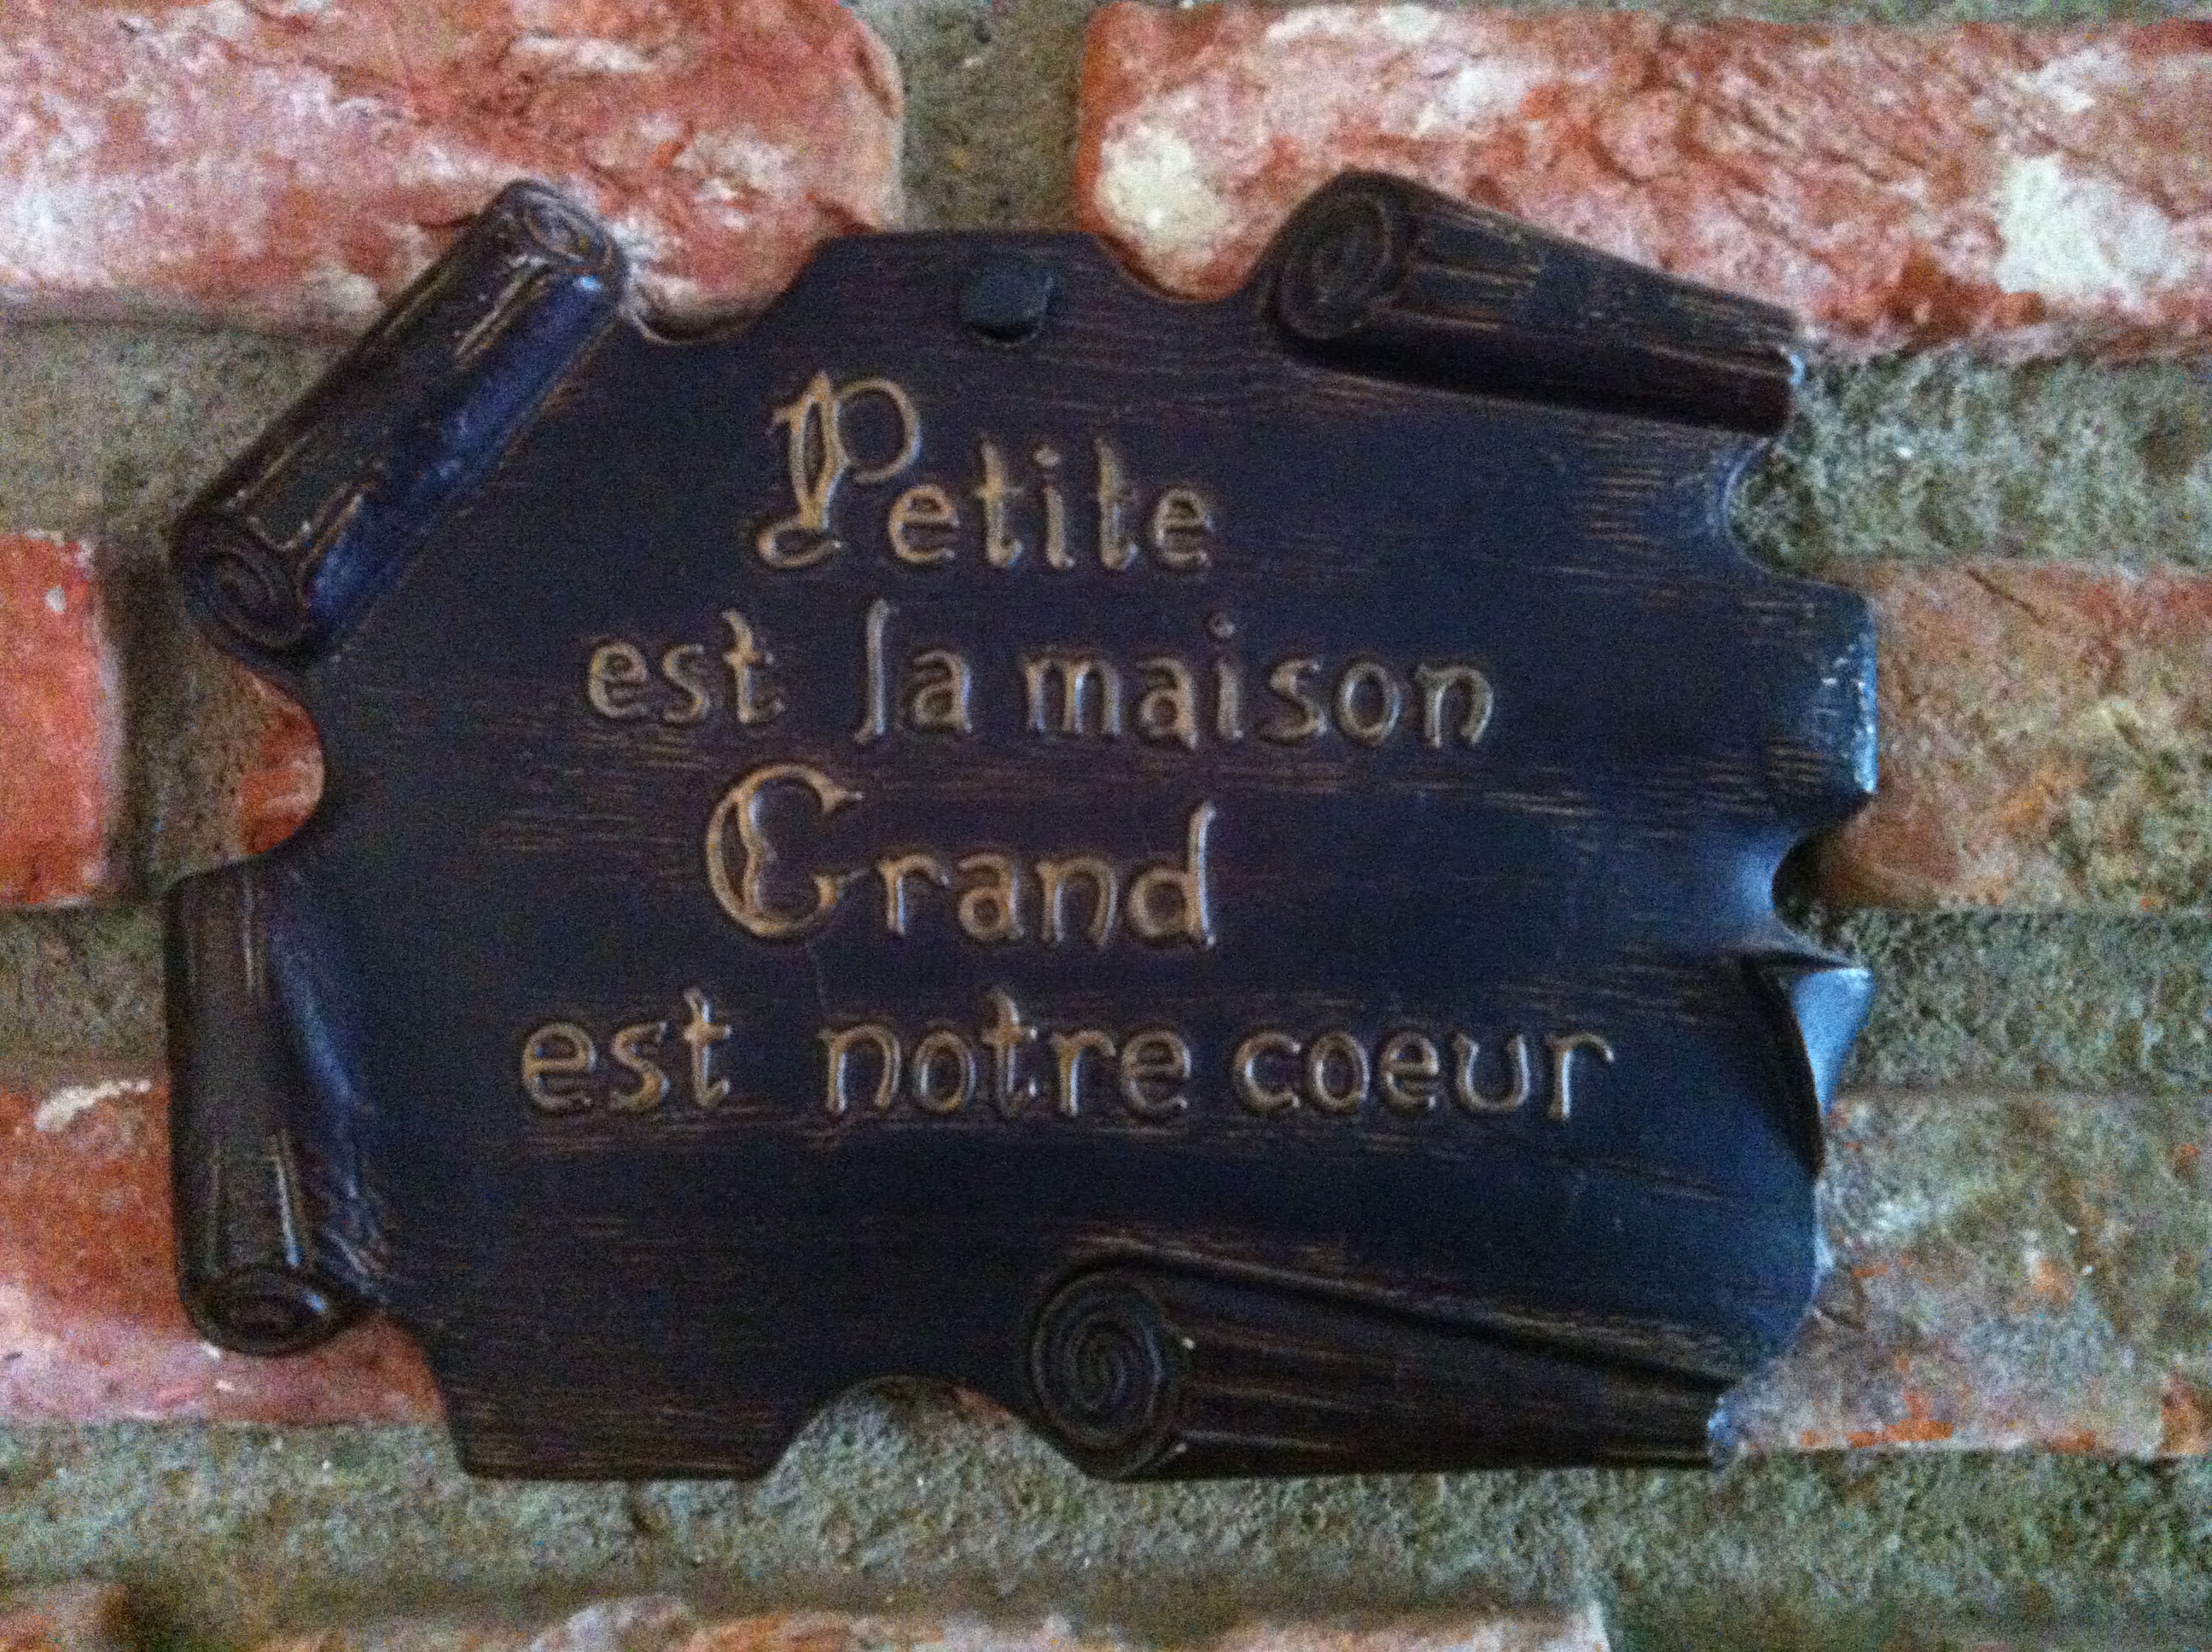 Petite
est la maison
Grand
est notre coeur